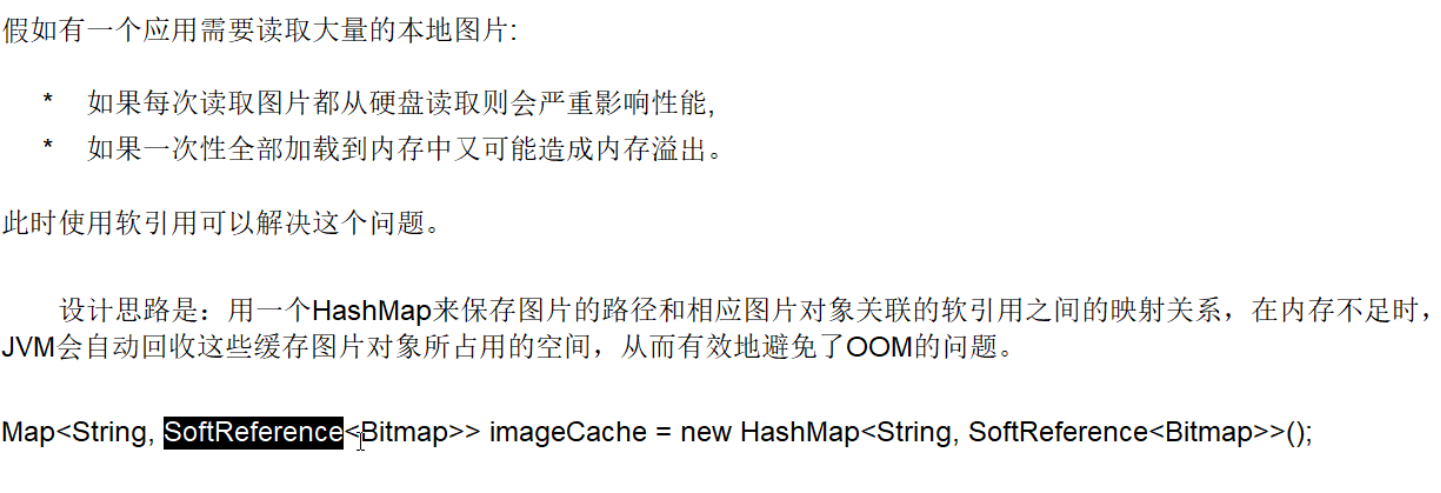 假如有一个应用需要读取大量的本地图片:
* 如果每次读取图片都从硬盘读取则会严重影响性能,
* 如果一次性全部加载到内存中又可能造成内存溢出。
此时使用软引用可以解决这个问题。
设计思路是：用一个HashMap来保存图片的路径和相应图片对象关联的软引用之间的映射关系，在内存不足时，
JVM会自动回收这些缓存图片对象所占用的空间，从而有效地避免了OOM的问题。
Map<String, SoftReference<Bitmap>> imageCache = new HashMap<String, SoftReference<Bitmap>>();